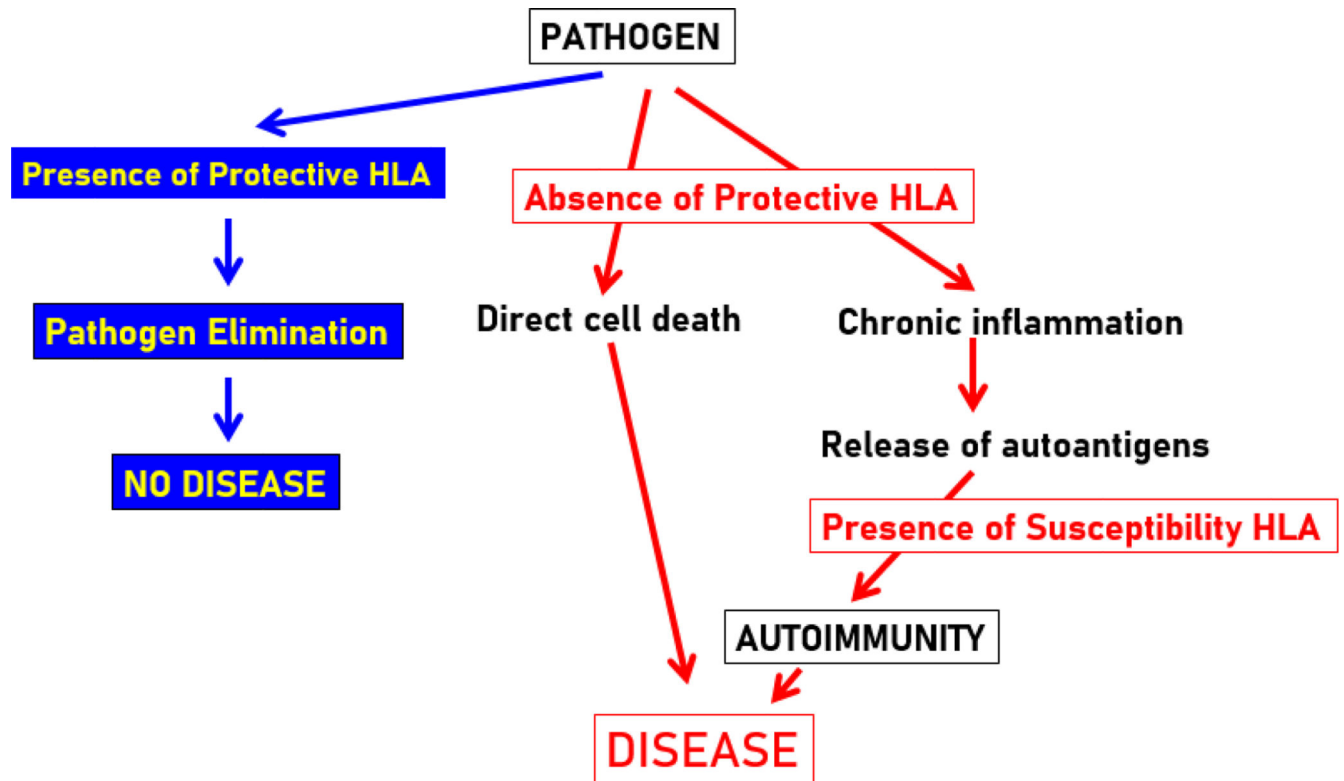 PATHOGEN
Presence of Protective HLA
Absence of Protective HLA
Pathogen Elimination
Direct cell death
Chronic inflammation
Release of autoantigens
NO DISEASE
Presence of Susceptibility HLA
AUTOIMMUNITY
DISEASE